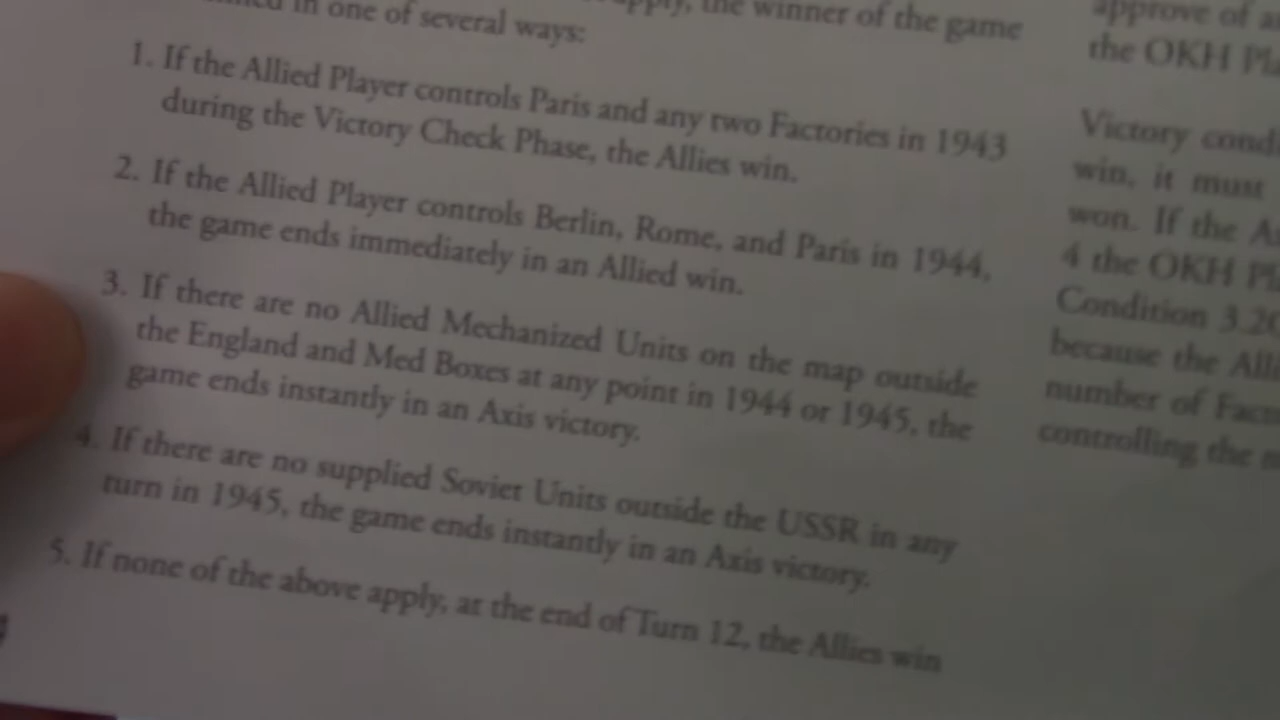 in one of several ways:
the winner of the game
1. If the Allied Player controls Paris and any two Factories in 1943
during the Victory Check Phase, the Allies win.
2. If the Allied Player controls Berlin, Rome, and Paris in 1944,
the game ends immediately in an Allied win.
3. If there are no Allied Mechanized Units on the map outside
the England and Med Boxes at any point in 1944 or 1945, the
game ends instantly in an Axis victory.
4. If there are no supplied Soviet Units outside the USSR in any
turn in 1945, the game ends instantly in an Axis victory.
5. If none of the above apply, at the end of Turn 12, the Allies win
approve of
the OKH
Victory
win, it must
won. If the
4 the OKH
Condition
because the
number of
controlling the